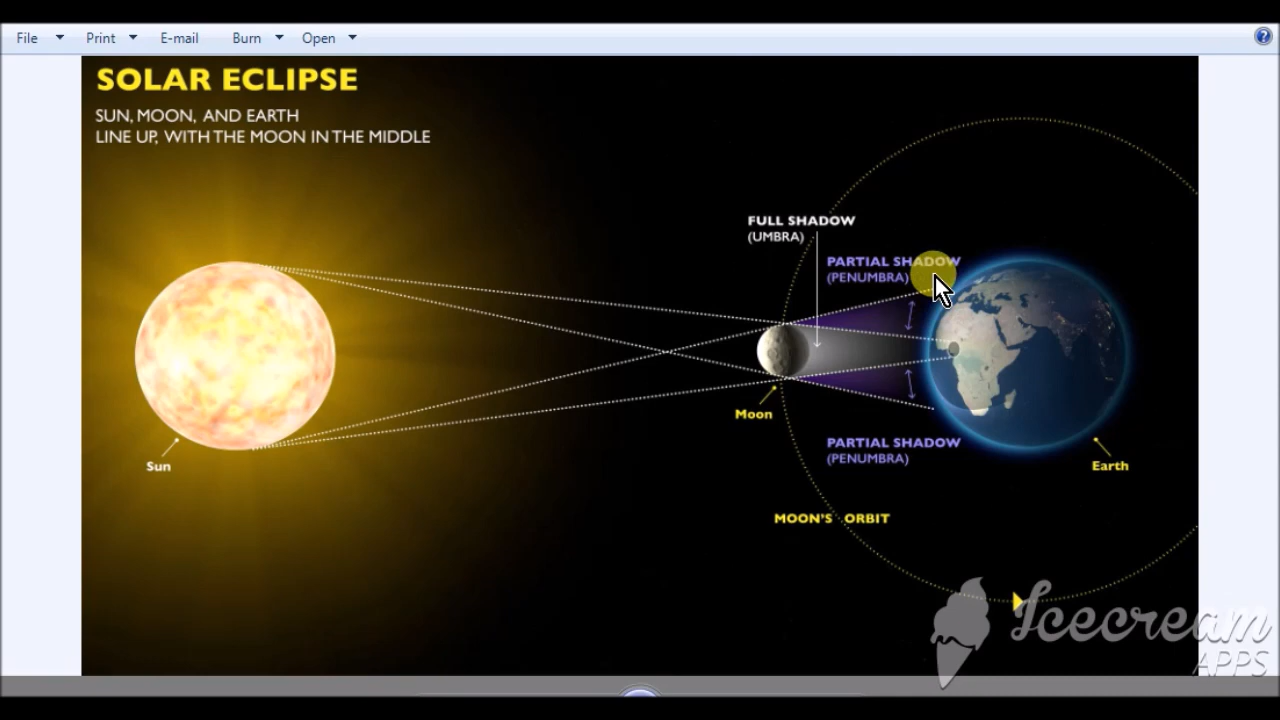 File
Print
E-mail
Burn
Open
?
SOLAR ECLIPSE
SUN, MOON, AND EARTH
LINE UP, WITH THE MOON IN THE MIDDLE
FULL SHADOW
(UMBRA)
PARTIAL SHADOW
(PENUMBRA)
Moon
PARTIAL SHADOW
(PENUMBRA)
Sun
Earth
MOON'S ORBIT
Icecream
APPS